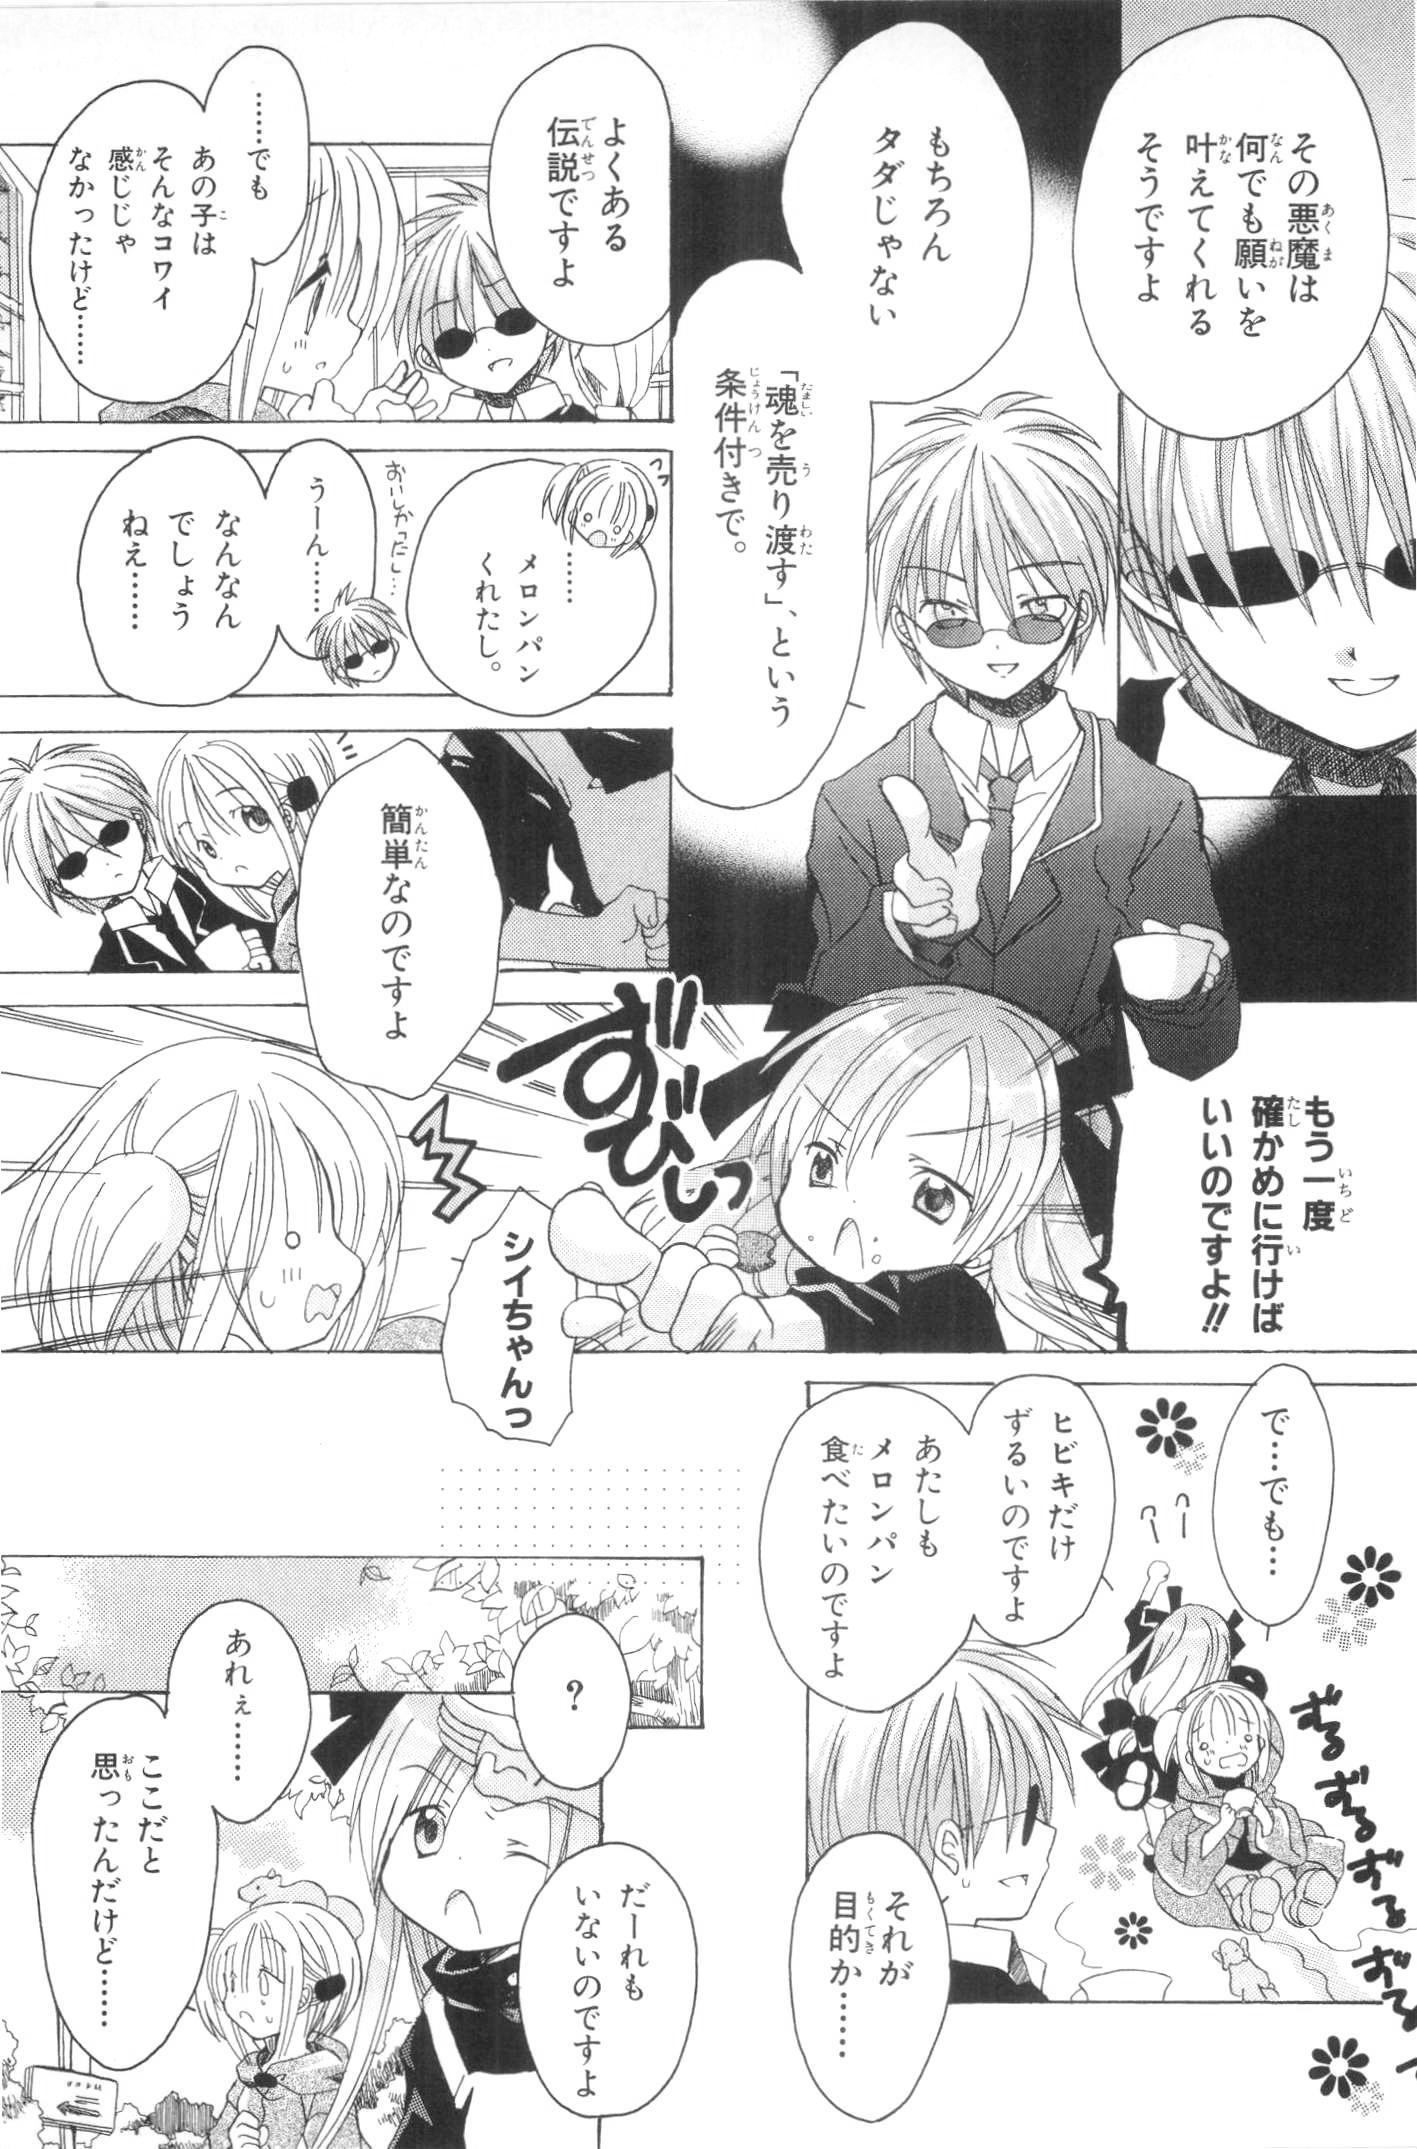 その悪魔は
何でも願いを
叶えてくれる
そうですよ
もちろん
タダじゃない
「魂を売り渡す」、という
条件付きで。
よくある
伝説ですよ
……でも
あの子は
そんなコワイ
感じじゃ
なかったけど……
……
メロンパン
くれたし。
おいしかったし…
うーん……
なんなん
でしょう
ねえ……
簡単なのですよ
もう一度
確かめに行けば
いいのですよ!!
ずびしっ
シイちゃんっ
で…でも…
ヒビキだけ
ずるいのですよ
あたしも
メロンパン
食べたいのですよ
ずるずるずるずる
それが
目的か……
?
だーれも
いないのですよ
あれぇ……
ここだと
思ったんだけど……